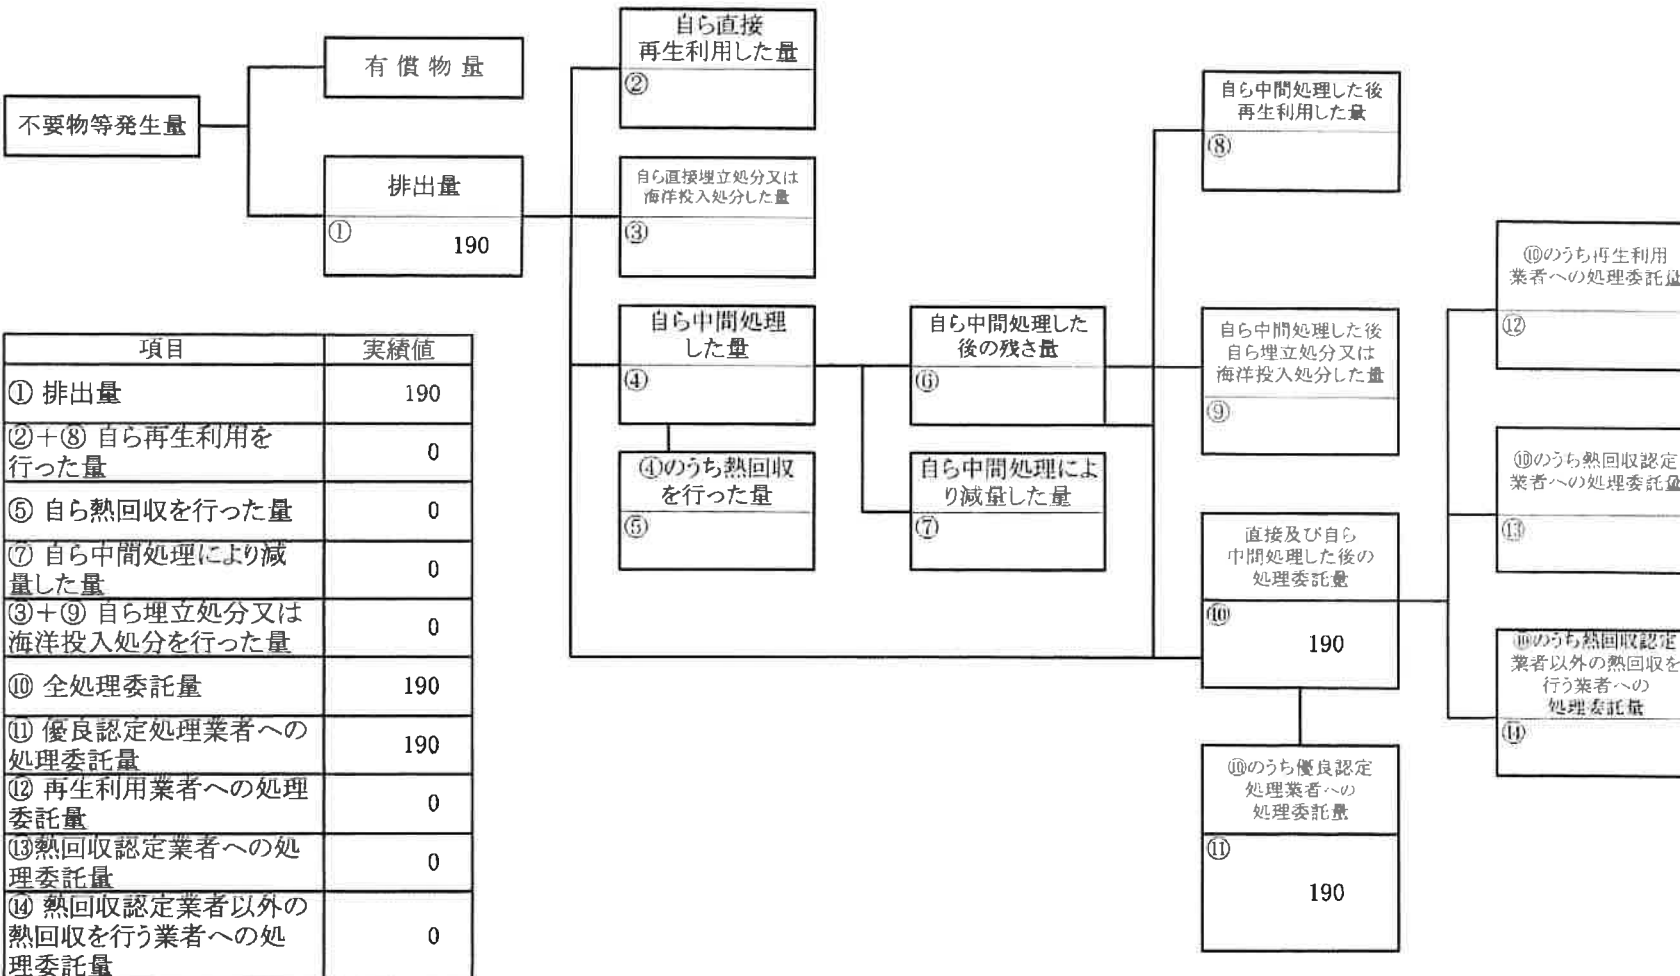 不要物等発生量
有償物量
排出量
①
190
自ら直接
再生利用した量
②
自ら直接埋立処分又は
海洋投入処分した量
③
自ら中間処理
した量
④
④のうち熱回収
を行った量
⑤
自ら中間処理した
後の残さ量
⑥
自ら中間処理によ
り減量した量
⑦
自ら中間処理した後
再生利用した量
⑧
自ら中間処理した後
自ら埋立処分又は
海洋投入処分した量
⑨
直接及び自ら
中間処理した後の
処理委託量
⑩
190
⑩のうち優良認定
処理業者への
処理委託量
⑪
190
⑩のうち再生利用
業者への処理委託量
⑫
⑩のうち熱回収認定
業者への処理委託量
⑬
⑩のうち熱回収認定
業者以外の熱回収を
行う業者への
処理委託量
⑭
項目 実績値
① 排出量 190
②＋⑧ 自ら再生利用を
行った量 0
⑤ 自ら熱回収を行った量 0
⑦ 自ら中間処理により減
量した量 0
③＋⑨ 自ら埋立処分又は
海洋投入処分を行った量 0
⑩ 全処理委託量 190
⑪ 優良認定処理業者への
処理委託量 190
⑫ 再生利用業者への処理
委託量 0
⑬熱回収認定業者への処
理委託量 0
⑭ 熱回収認定業者以外の
熱回収を行う業者への処
理委託量 0